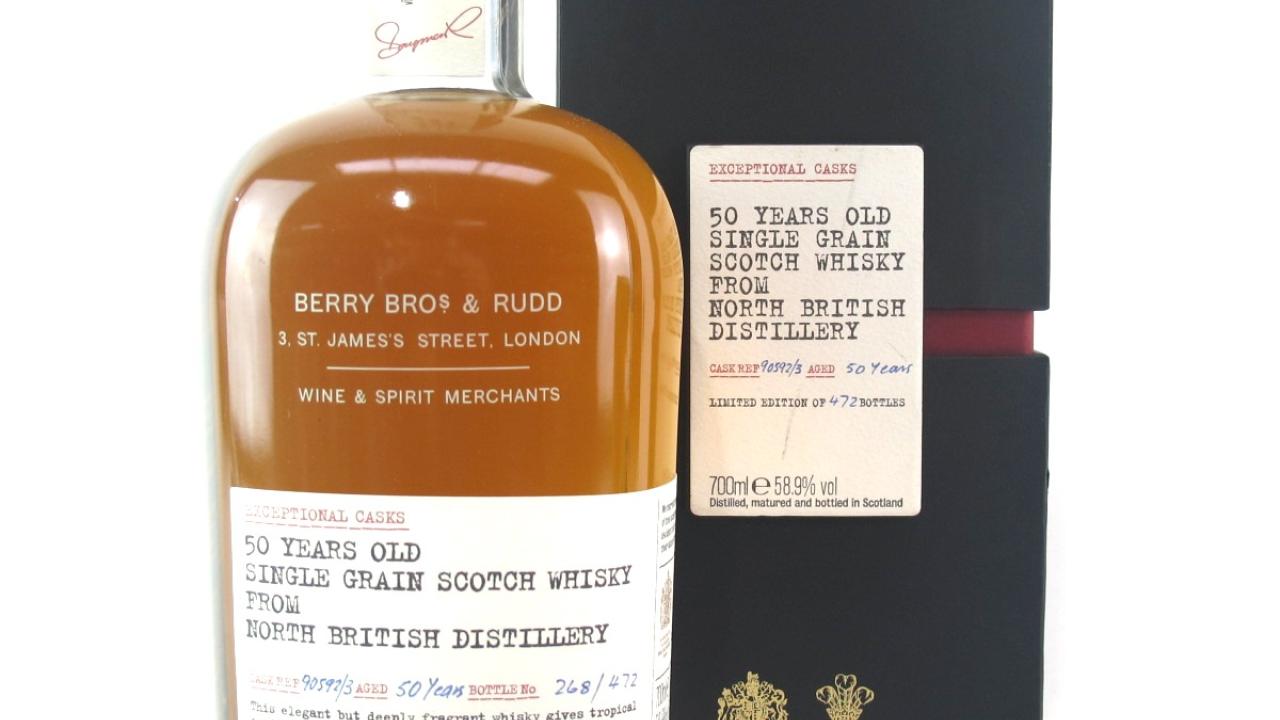 BERRY BROS & RUDD
3, ST. JAMES'S STREET, LONDON
WINE & SPIRIT MERCHANTS
EXCEPTIONAL CASKS
50 YEARS OLD
SINGLE GRAIN SCOTCH WHISKY
FROM
NORTH BRITISH DISTILLERY
CASK REF 90592/3 AGED 50 Years BOTTLE No 268/472
This elegant but deeply fragrant whisky gives tropical
EXCEPTIONAL CASKS
50 YEARS OLD
SINGLE GRAIN
SCOTCH WHISKY
FROM
NORTH BRITISH
DISTILLERY
CASK REF 90592/3 AGED 50 Years
LIMITED EDITION OF 472 BOTTLES
700ml e 58.9% vol
Distilled, matured and bottled in Scotland